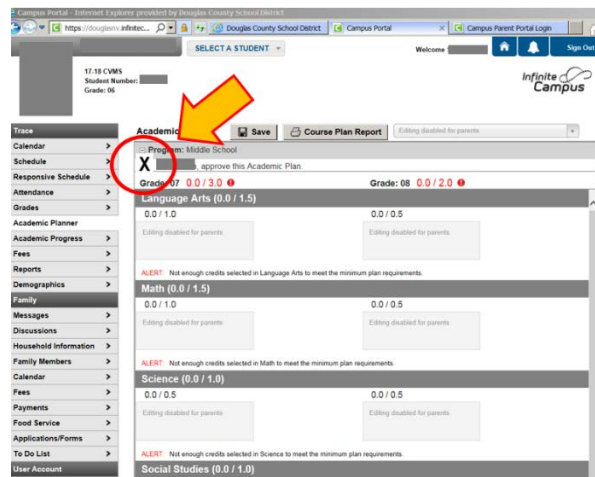 Campus Portal - Internet Explorer provided by Douglas County School District
https://douglasinv.infinitec...
Douglas County School District
Campus Portal
Campus Parent Portal Login
SELECT A STUDENT
Welcome
Sign Out
17-18 CVMS
Student Number:
Grade: 06
Infinite
Campus
Trace
Academic
Save
Course Plan Report
Editing disabled for parents
Calendar
Program: Middle School
Schedule
X , approve this Academic Plan.
Responsive Schedule
Attendance
Grade: 07 0.0 / 3.0
Grade: 08 0.0 / 2.0
Grades
Language Arts (0.0 / 1.5)
0.0 / 1.0
0.0 / 0.5
Academic Planner
Editing disabled for parents
Editing disabled for parents
Academic Progress
Fees
Reports
ALERT: Not enough credits selected in Language Arts to meet the minimum plan requirements.
Demographics
Math (0.0 / 1.5)
Family
0.0 / 1.0
0.0 / 0.5
Messages
Editing disabled for parents
Editing disabled for parents
Discussions
Household Information
Family Members
ALERT: Not enough credits selected in Math to meet the minimum plan requirements.
Calendar
Science (0.0 / 1.0)
Fees
0.0 / 0.5
0.0 / 0.5
Payments
Editing disabled for parents
Editing disabled for parents
Food Service
Applications/Forms
To Do List
ALERT: Not enough credits selected in Science to meet the minimum plan requirements.
User Account
Social Studies (0.0 / 1.0)